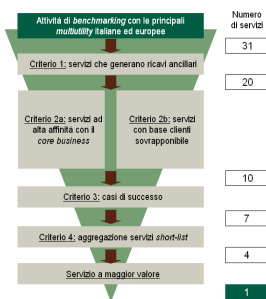 Attività di benchmarking con le principali
multiutility italiane ed europee
Numero
di servizi
31
Criterio 1: servizi che generano ricavi ancillari
20
Criterio 2a: servizi ad
alta affinità con il
core business
Criterio 2b: servizi
con base clienti
sovrapponibile
10
Criterio 3: casi di successo
7
Criterio 4: aggregazione servizi short-list
4
Servizio a maggior valore
1